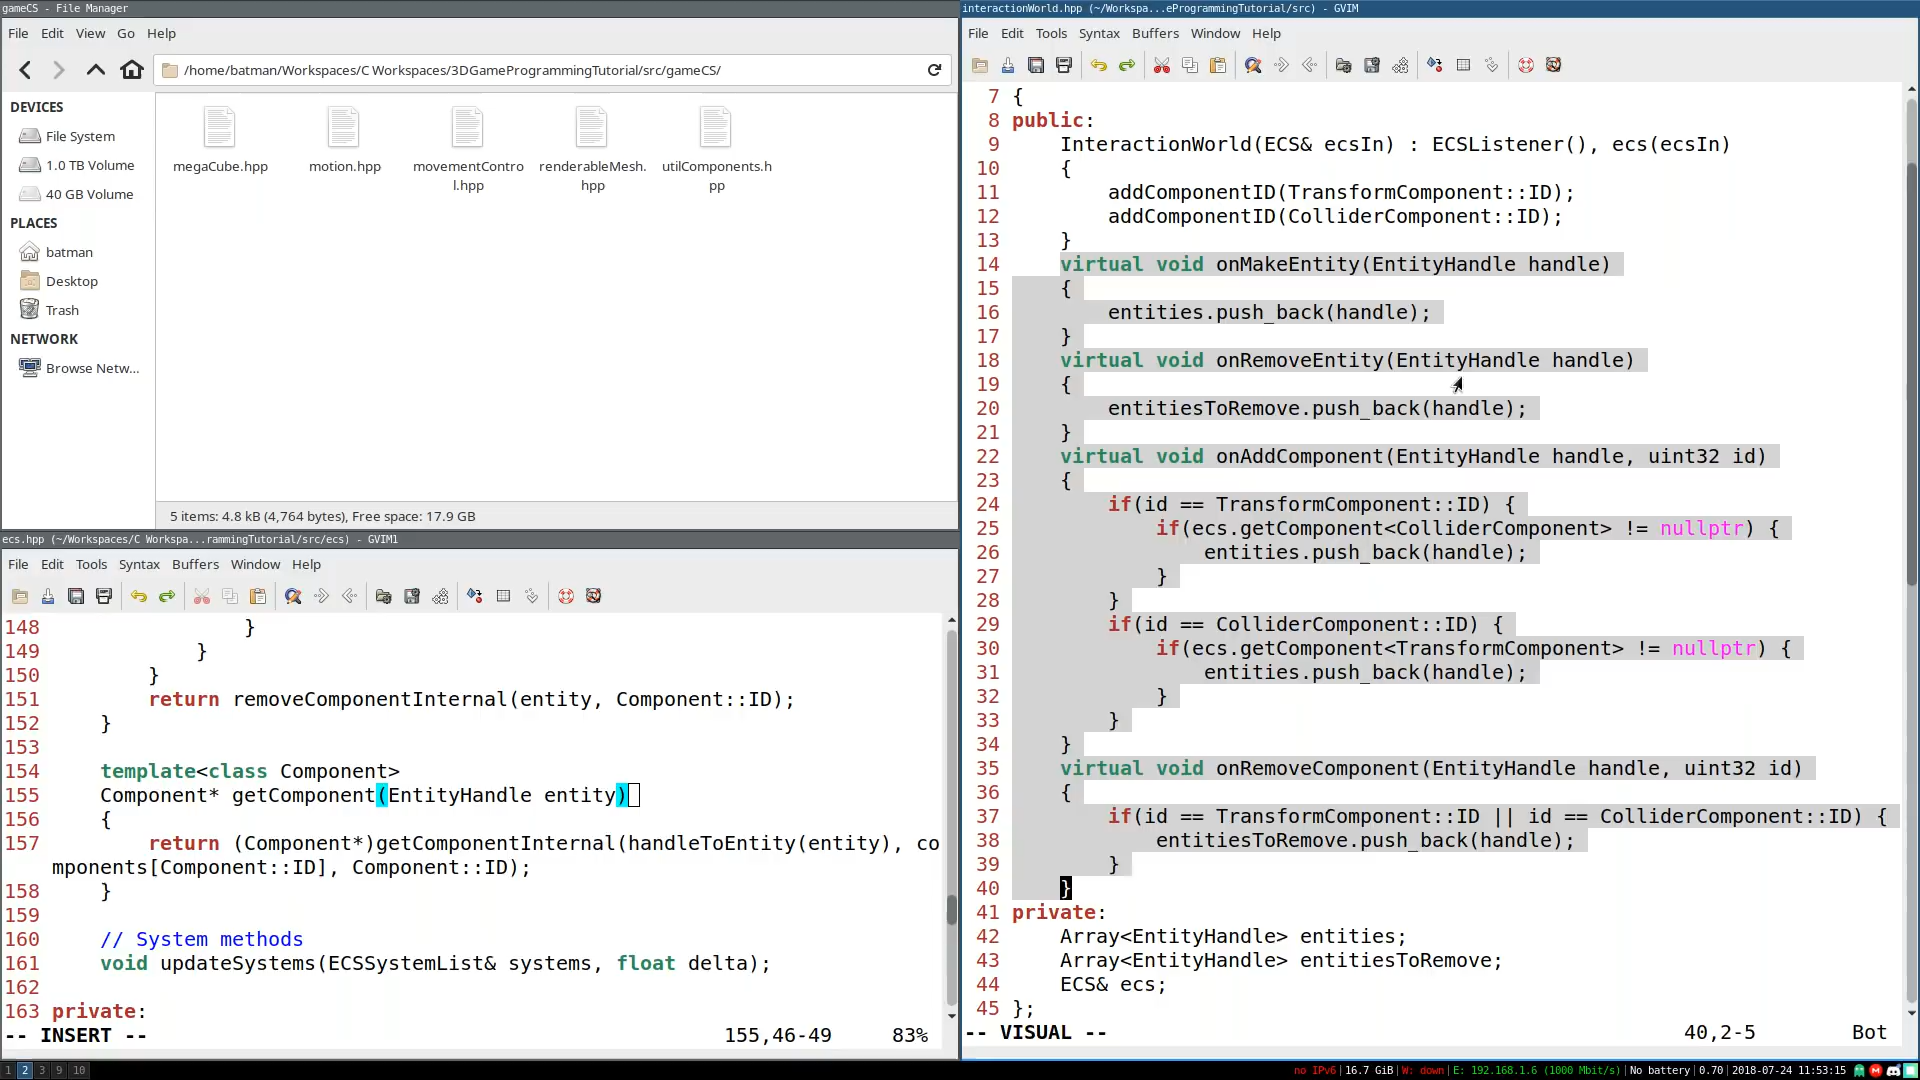 gameCS - File Manager
File Edit View Go Help
/home/batman/Workspaces/C Workspaces/3DGameProgrammingTutorial/src/gameCS/
DEVICES
File System
1.0 TB Volume
40 GB Volume
PLACES
batman
Desktop
Trash
NETWORK
Browse Netw...
megaCube.hpp
motion.hpp
movementContro
l.hpp
renderableMesh.
hpp
utilComponents.h
pp
5 items: 4.8 kB (4,764 bytes), Free space: 17.9 GB
ecs.hpp (~/Workspaces/C Workspa...rammingTutorial/src/ecs) - GVIM1
File Edit Tools Syntax Buffers Window Help
148 }
149 }
150 }
151 return removeComponentInternal(entity, Component::ID);
152 }
153
154 template<class Component>
155 Component* getComponent(EntityHandle entity)
156 {
157 return (Component*)getComponentInternal(handleToEntity(entity), co
mponents[Component::ID], Component::ID);
158 }
159
160 // System methods
161 void updateSystems(ECSSystemList& systems, float delta);
162
163 private:
-- INSERT -- 155,46-49 83%
interactionWorld.hpp (~/Workspa...eProgrammingTutorial/src) - GVIM
File Edit Tools Syntax Buffers Window Help
7 {
8 public:
9 InteractionWorld(ECS& ecsIn) : ECSListener(), ecs(ecsIn)
10 {
11 addComponentID(TransformComponent::ID);
12 addComponentID(ColliderComponent::ID);
13 }
14 virtual void onMakeEntity(EntityHandle handle)
15 {
16 entities.push_back(handle);
17 }
18 virtual void onRemoveEntity(EntityHandle handle)
19 {
20 entitiesToRemove.push_back(handle);
21 }
22 virtual void onAddComponent(EntityHandle handle, uint32 id)
23 {
24 if(id == TransformComponent::ID) {
25 if(ecs.getComponent<ColliderComponent> != nullptr) {
26 entities.push_back(handle);
27 }
28 }
29 if(id == ColliderComponent::ID) {
30 if(ecs.getComponent<TransformComponent> != nullptr) {
31 entities.push_back(handle);
32 }
33 }
34 }
35 virtual void onRemoveComponent(EntityHandle handle, uint32 id)
36 {
37 if(id == TransformComponent::ID || id == ColliderComponent::ID) {
38 entitiesToRemove.push_back(handle);
39 }
40 }
41 private:
42 Array<EntityHandle> entities;
43 Array<EntityHandle> entitiesToRemove;
44 ECS& ecs;
45 };
-- VISUAL -- 40,2-5 Bot
1 2 3 9 10
no IPv6|16.7 GiB|W: down|E: 192.168.1.6 (1000 Mbit/s)|No battery|0.70|2018-07-24 11:53:15